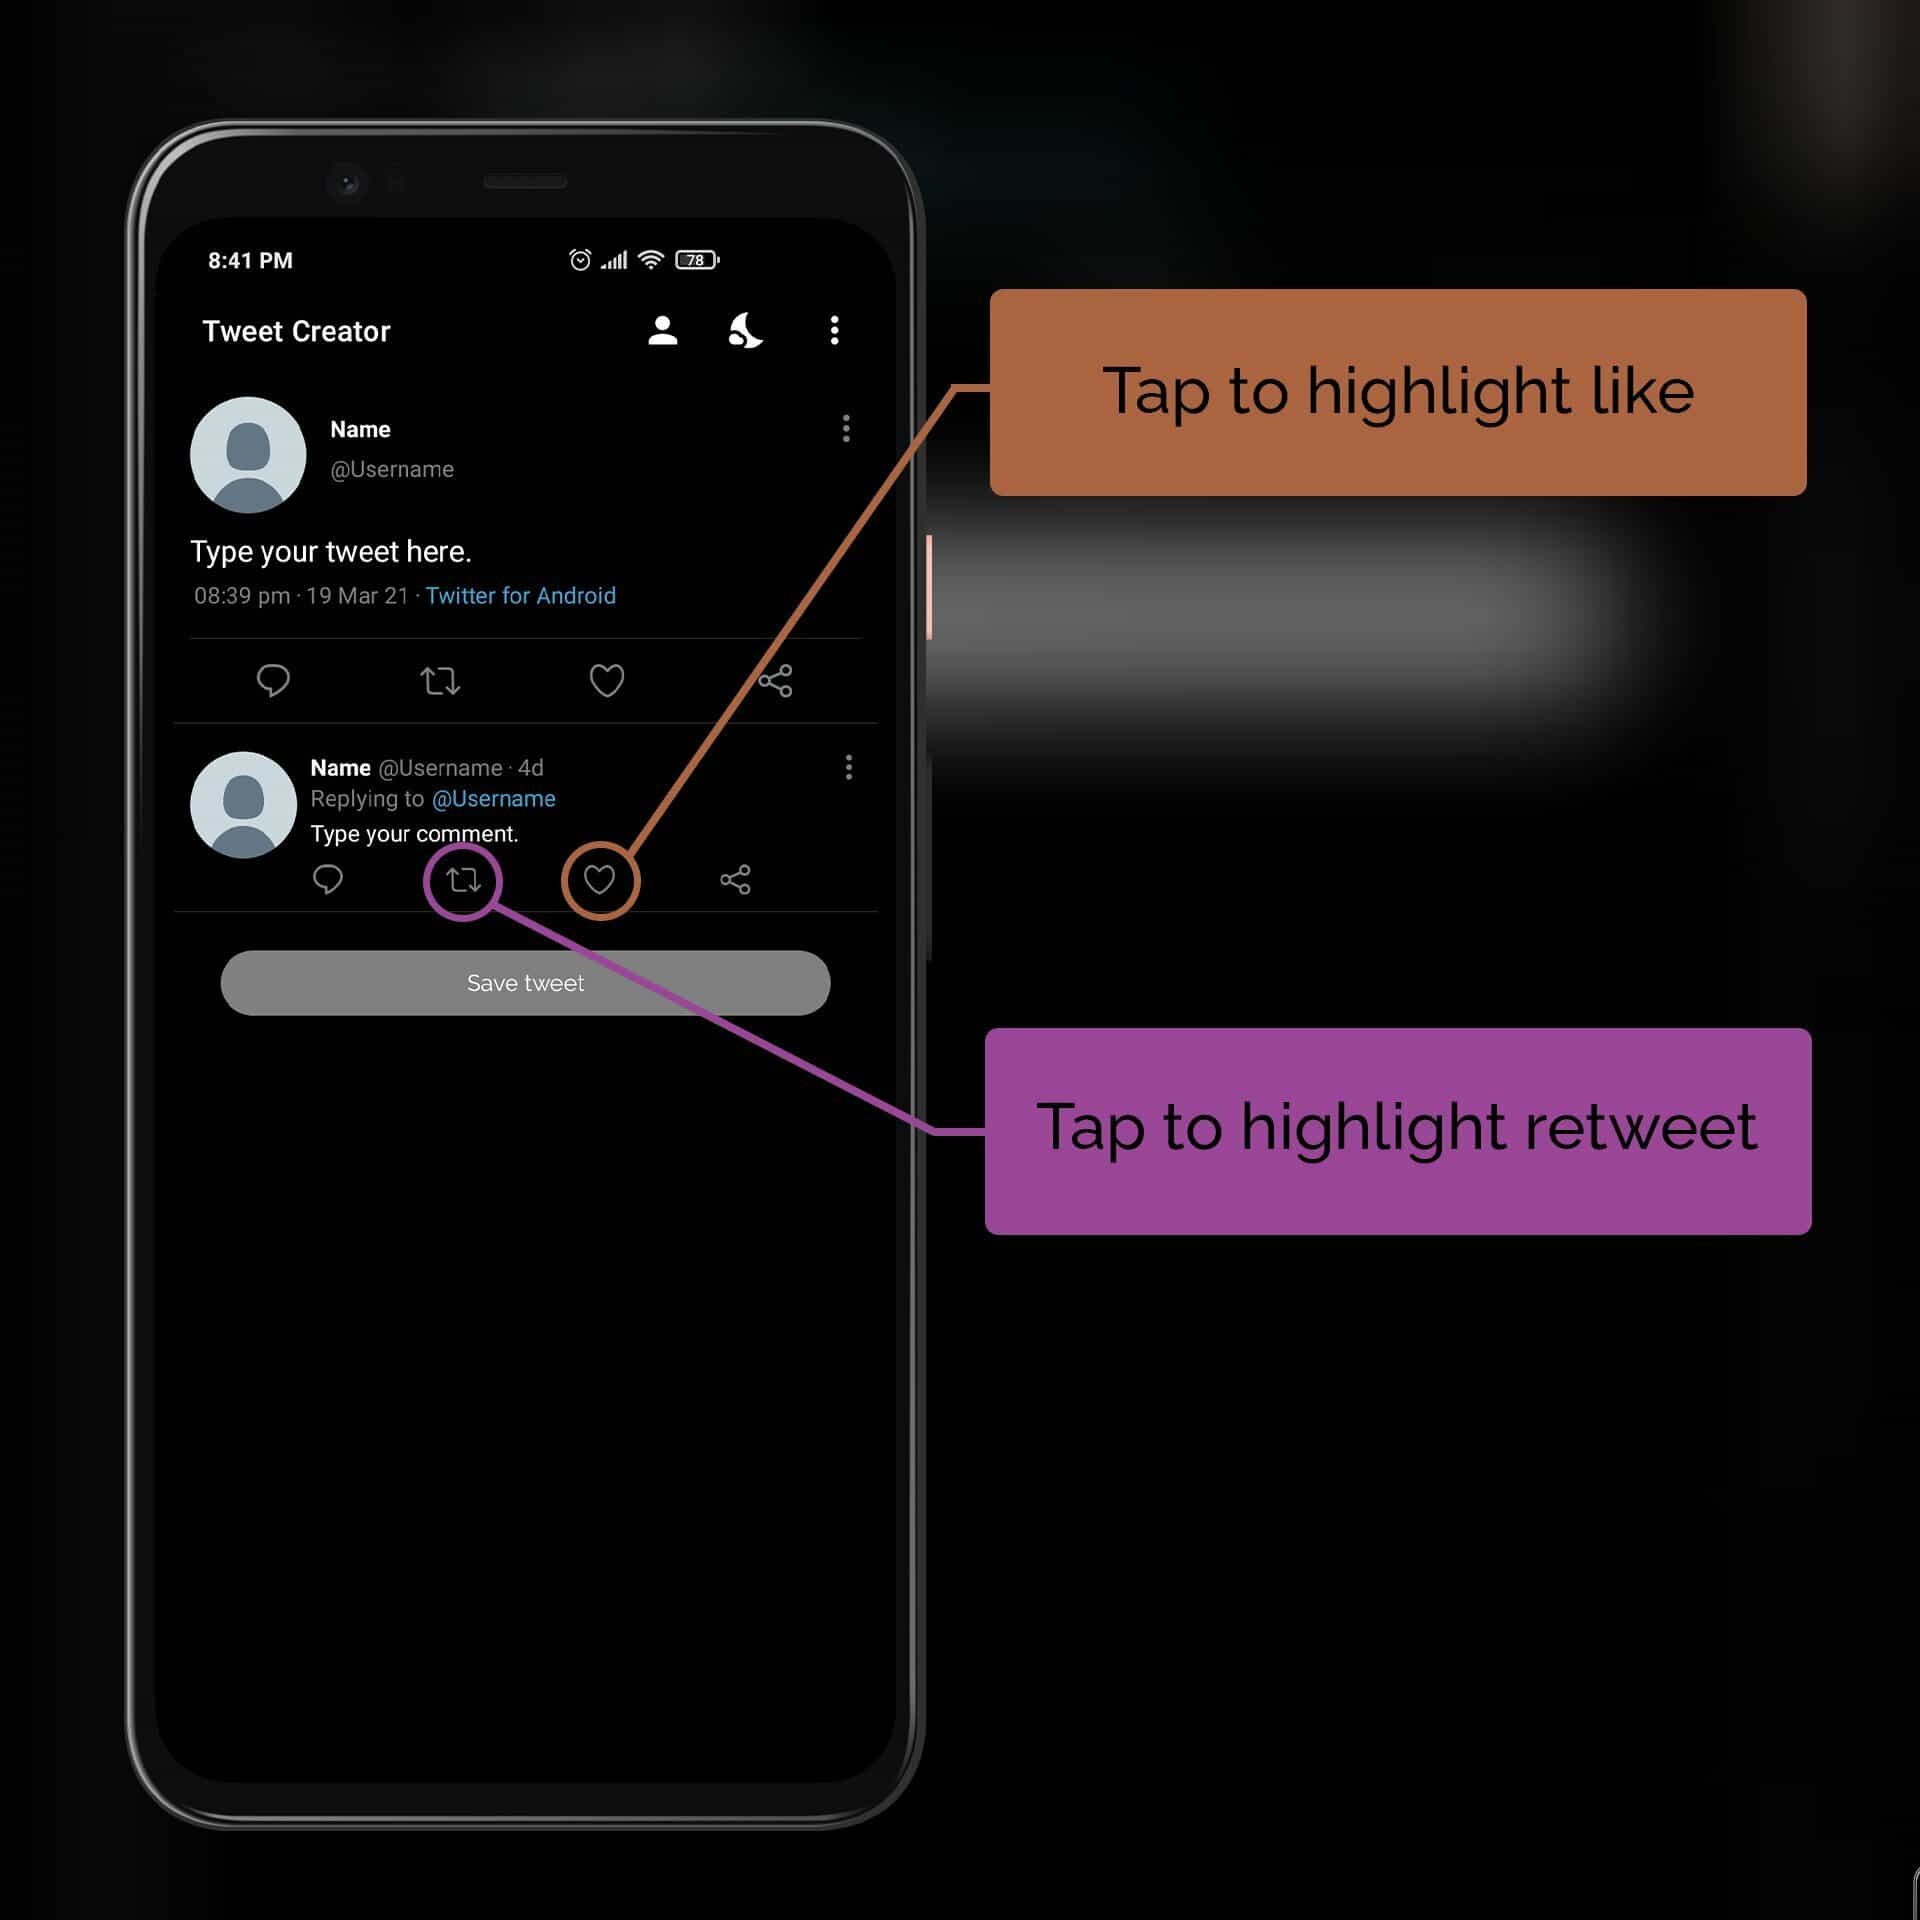 8:41 PM
78
Tweet Creator
Name
@Username
Type your tweet here.
08:39 pm · 19 Mar 21 · Twitter for Android
Name @Username · 4d
Replying to @Username
Type your comment.
Save tweet
Tap to highlight like
Tap to highlight retweet